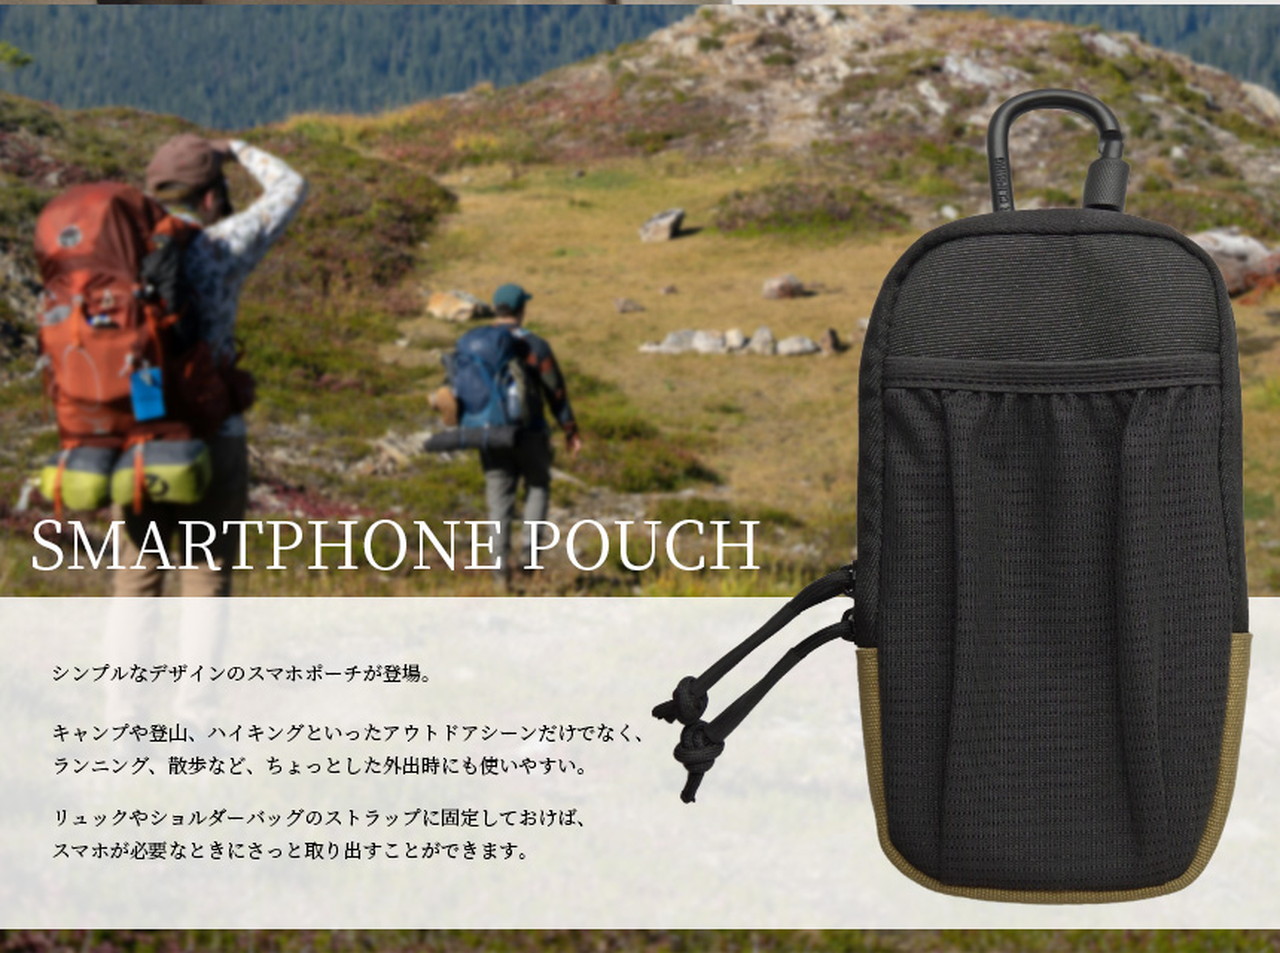 SMARTPHONE POUCH
シンプルなデザインのスマホポーチが登場。
キャンプや登山、ハイキングといったアウトドアシーンだけでなく、
ランニング、散歩など、ちょっとした外出時にも使いやすい。
リュックやショルダーバッグのストラップに固定しておけば、
スマホが必要なときにさっと取り出すことができます。